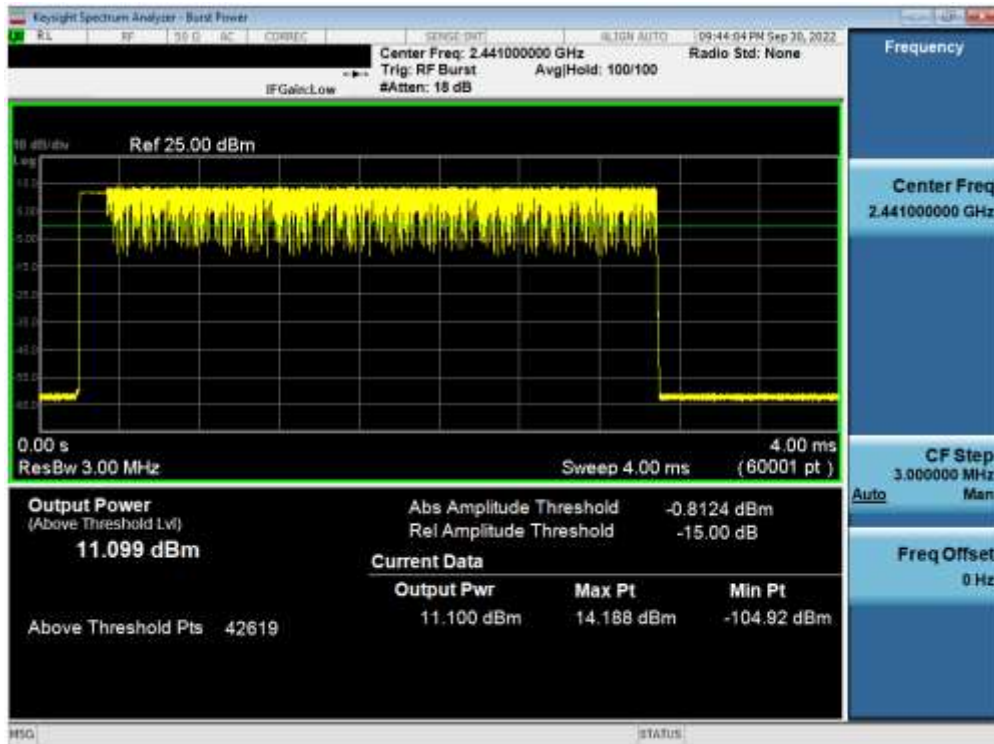 Keysight Spectrum Analyzer - Burst Power
RL RF 50 Ω AC CORREC SENSE:INT ALIGN AUTO 09:44:04 PM Sep 30, 2022
Center Freq: 2.441000000 GHz Radio Std: None
Trig: RF Burst Avg|Hold: 100/100
IFGain:Low #Atten: 18 dB
Frequency
10 dB/div Ref 25.00 dBm
Log
Center Freq
2.441000000 GHz
0.00 s 4.00 ms
ResBw 3.00 MHz Sweep 4.00 ms (60001 pt)
CF Step
3.000000 MHz
Auto Man
Output Power
(Above Threshold Lvl)
11.099 dBm
Abs Amplitude Threshold -0.8124 dBm
Rel Amplitude Threshold -15.00 dB
Current Data
Output Pwr Max Pt Min Pt
11.100 dBm 14.188 dBm -104.92 dBm
Above Threshold Pts 42619
Freq Offset
0 Hz
MSG STATUS